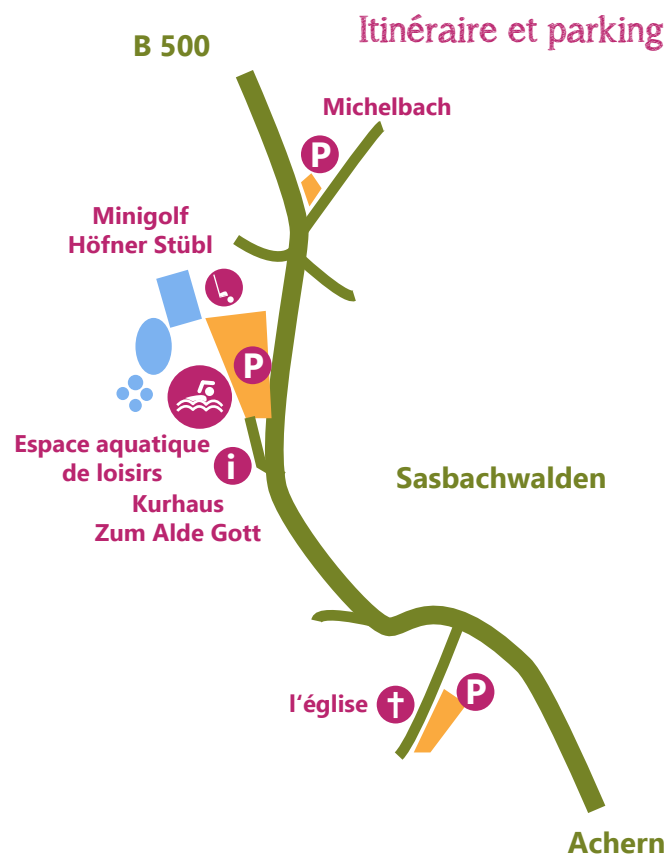 Itinéraire et parking
B 500
Michelbach
P
Minigolf
Höfner Stübl
P
Espace aquatique
de loisirs
i
Kurhaus
Zum Alde Gott
Sasbachwalden
l‘église
P
Achern